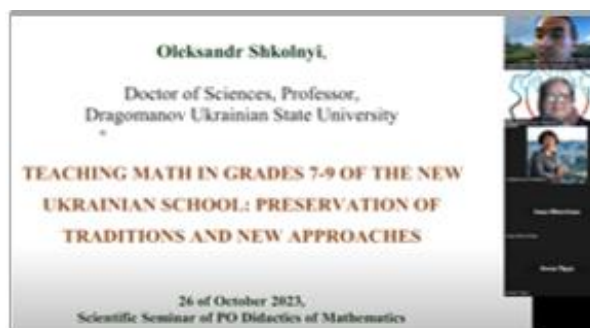 Oleksandr Shkolnyi,
Doctor of Sciences, Professor,
Dragomanov Ukrainian State University
TEACHING MATH IN GRADES 7-9 OF THE NEW
UKRAINIAN SCHOOL: PRESERVATION OF
TRADITIONS AND NEW APPROACHES
26 of October 2023,
Scientific Seminar of PO Didactics of Mathematics